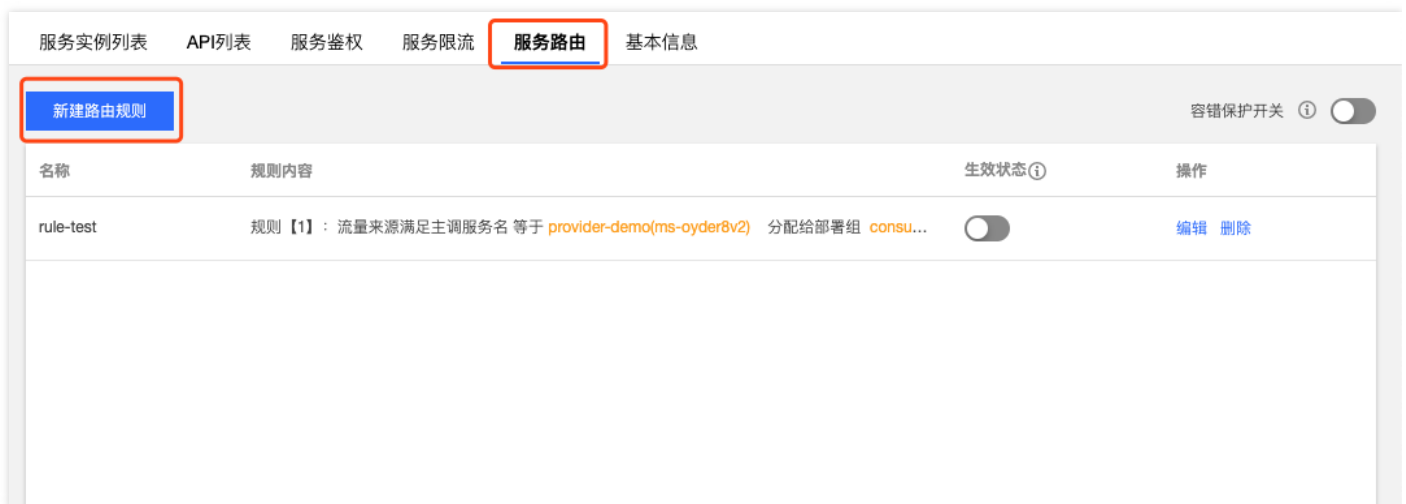 服务实例列表 API列表 服务鉴权 服务限流 服务路由 基本信息
新建路由规则 容错保护开关
名称 规则内容 生效状态 操作
rule-test 规则【1】：流量来源满足主调服务名 等于 provider-demo(ms-oyder8v2) 分配给部署组 consu... 编辑 删除